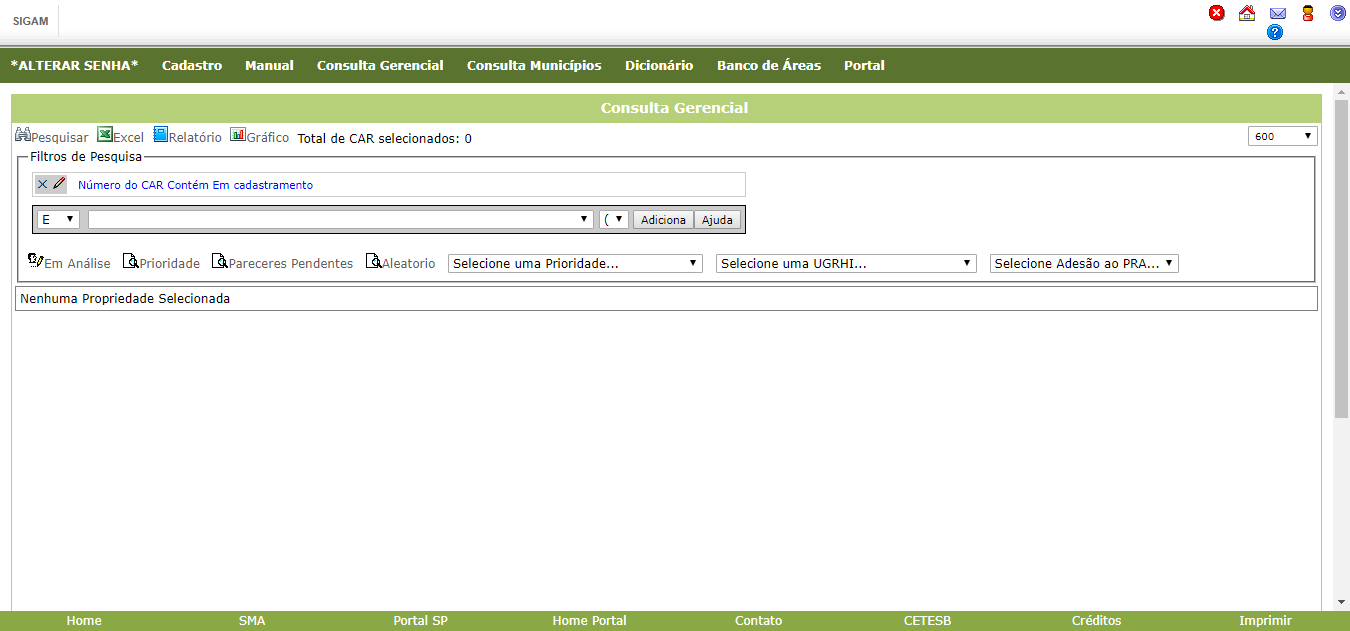 SIGAM
*ALTERAR SENHA* Cadastro Manual Consulta Gerencial Consulta Municípios Dicionário Banco de Áreas Portal
Consulta Gerencial
Pesquisar Excel Relatório Gráfico Total de CAR selecionados: 0 600
Filtros de Pesquisa
Número do CAR Contém Em cadastramento
E ( Adiciona Ajuda
Em Análise Prioridade Pareceres Pendentes Aleatorio Selecione uma Prioridade... Selecione uma UGRHI... Selecione Adesão ao PRA...
Nenhuma Propriedade Selecionada
Home SMA Portal SP Home Portal Contato CETESB Créditos Imprimir